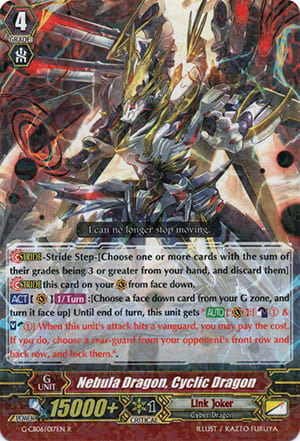 4
GRADE
I can no longer stop moving.
STRIDE -Stride Step-[Choose one or more cards with the sum of
their grades being 3 or greater from your hand, and discard them]
STRIDE this card on your from face down.
ACT [ ] 1/Turn :[Choose a face down card from your G zone, and
turn it face up] Until end of turn, this unit gets " AUTO [ ]: [ 1 &
1] When this unit's attack hits a vanguard, you may pay the cost.
If you do, choose a rear-guard from your opponent's front row and
back row, and lock them.".
G
UNIT
Nebula Dragon, Cyclic Dragon
POWER
15000+
1
CRITICAL
Link Joker
Cyber Dragon
G-CB06/017EN R
ILLUST / KAZTO FURUYA